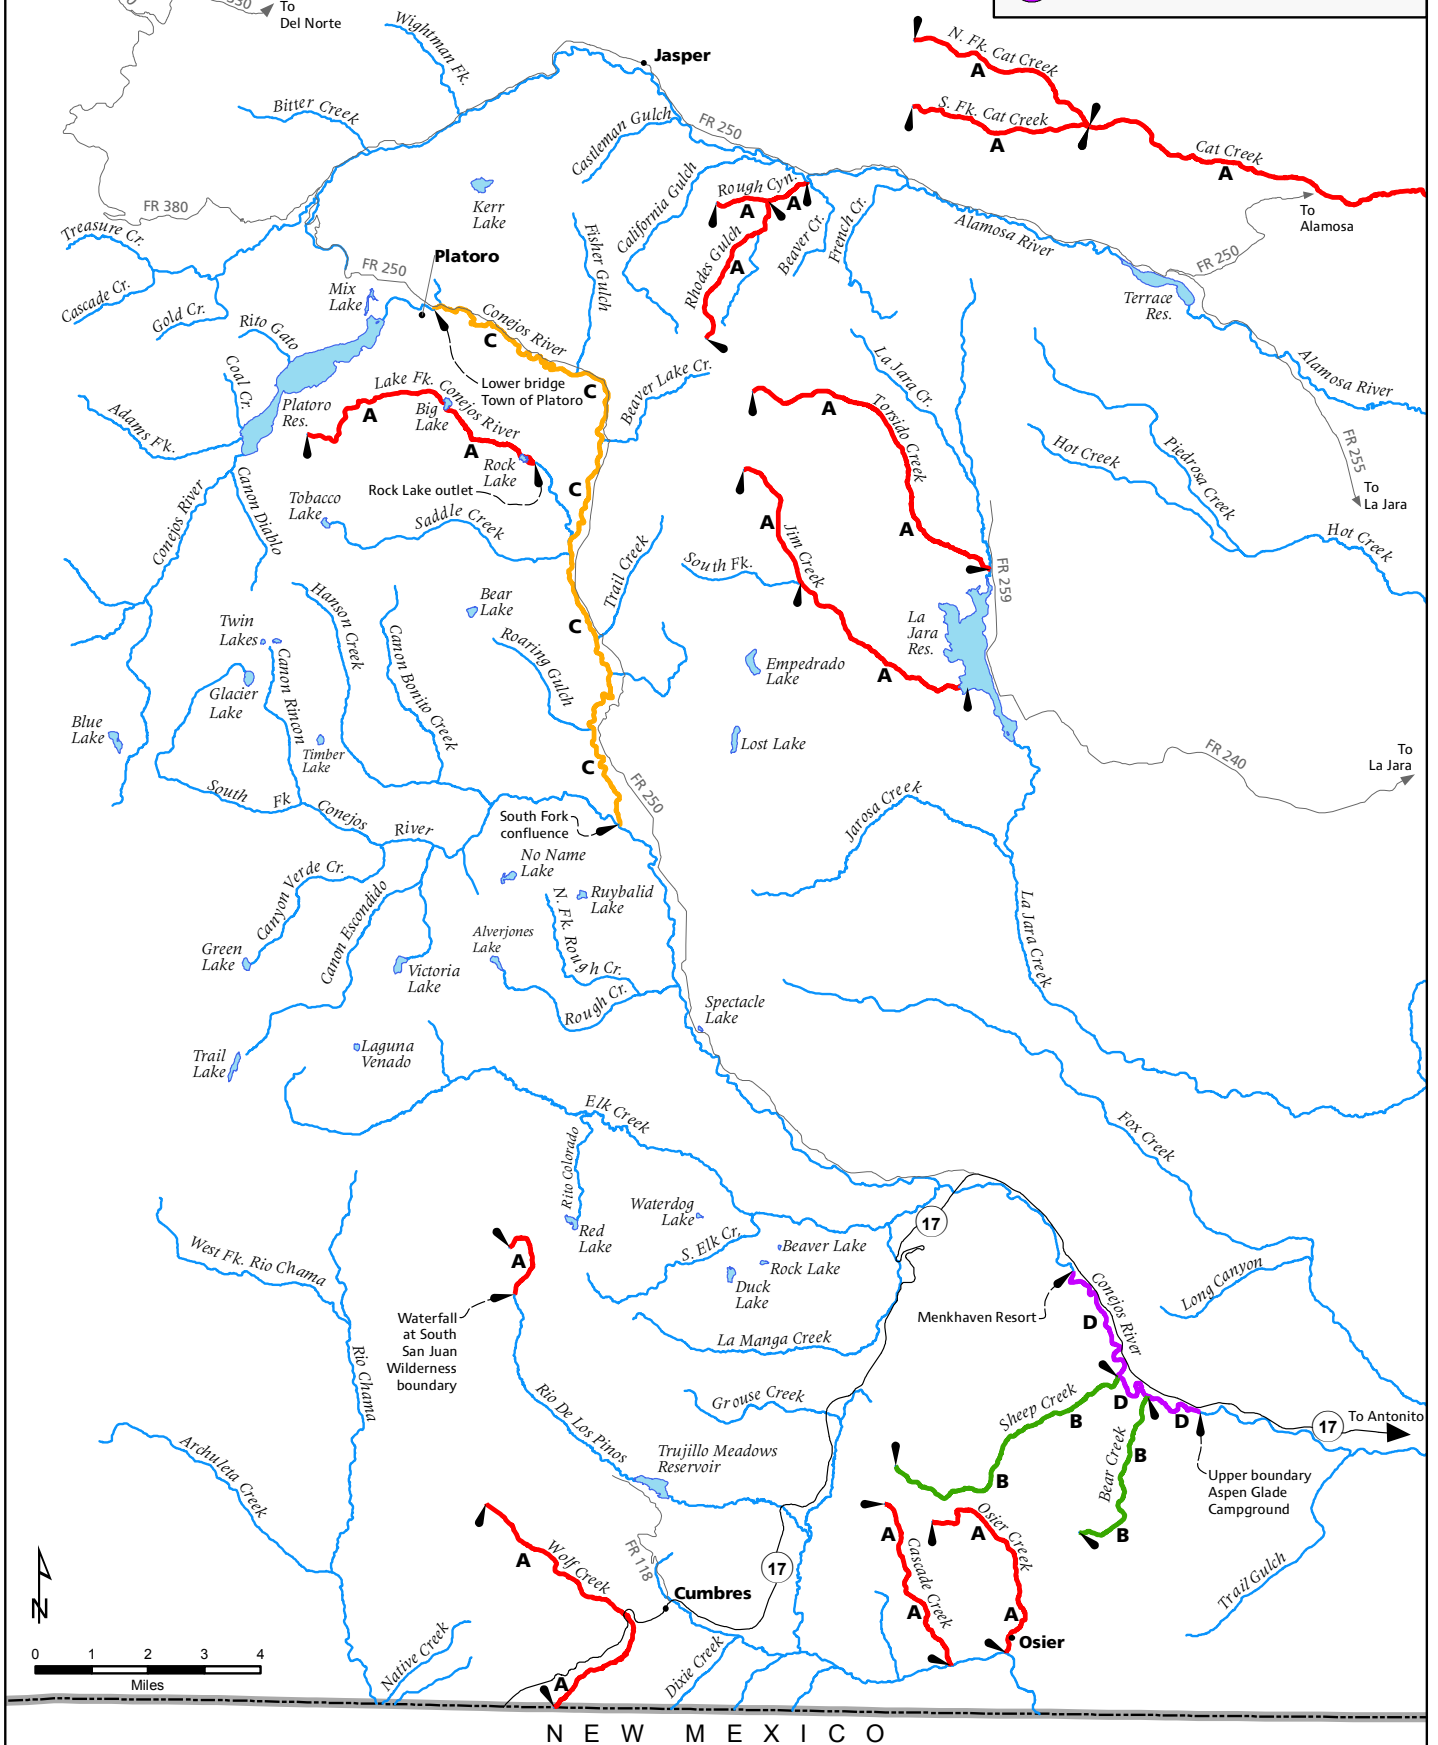 To
Del Norte
Wightman Fk.
Jasper
N. Fk. Cat Creek
A
Bitter Creek
Castleman Gulch
FR 250
S. Fk. Cat Creek
A
Cat Creek
A
California Gulch
Rough Cyn.
A
A
FR 380
Kerr
Lake
Treasure Cr.
Fisher Gulch
Rhodes Gulch
A
Beaver Cr.
French Cr.
Alamosa River
To
Alamosa
Platoro
FR 250
FR 250
Cascade Cr.
Gold Cr.
Mix
Lake
Terrace
Res.
Conejos River
C
Rito Gato
Coal Cr.
Lake Fk. Conejos River
Lower bridge
Town of Platoro
C
Beaver Lake Cr.
La Jara Cr.
Alamosa River
Adams Fk.
Platoro
Res.
A
Big
Lake
A
Torsido Creek
A
Hot Creek
Piedrosa Creek
FR 255
Rock
Lake
Rock Lake outlet
C
To
La Jara
Tobacco
Lake
Saddle Creek
Conejos River
Canon Diablo
A
Jim Creek
A
Hot Creek
South Fk.
Trail Creek
FR 259
Hanson Creek
Bear
Lake
Twin
Lakes
Canon Bonito Creek
C
La
Jara
Res.
Roaring Gulch
Canon Rincon
Glacier
Lake
Empedrado
Lake
A
Blue
Lake
Timber
Lake
Lost Lake
FR 240
To
La Jara
C
FR 250
South Fk Conejos River
South Fork
confluence
Jarosa Creek
No Name
Lake
Canyon Verde Cr.
Canon Escondido
N. Fk. Rough Cr.
Ruybalid
Lake
La Jara Creek
Green
Lake
Alverjones
Lake
Victoria
Lake
Rough Cr.
Spectacle
Lake
Trail
Lake
Laguna
Venado
Elk Creek
Fox Creek
Rito Colorado
Waterdog
Lake
Red
Lake
S. Elk Cr.
17
West Fk. Rio Chama
A
Beaver Lake
Rock Lake
Duck
Lake
Long Canyon
Conejos River
Menkhaven Resort
D
Waterfall
at South
San Juan
Wilderness
boundary
La Manga Creek
Rio Chama
Rio De Los Pinos
Grouse Creek
Sheep Creek
B
D
D
17
To Antonito
Archuleta Creek
Trujillo Meadows
Reservoir
B
Bear Creek
B
Upper boundary
Aspen Glade
Campground
B
A
Wolf Creek
FR 118
17
A
Cascade Creek
A
A
Osier Creek
A
Trail Gulch
Cumbres
Osier
N
0 1 2 3 4
Miles
Native Creek
A
Dixie Creek
NEW MEXICO